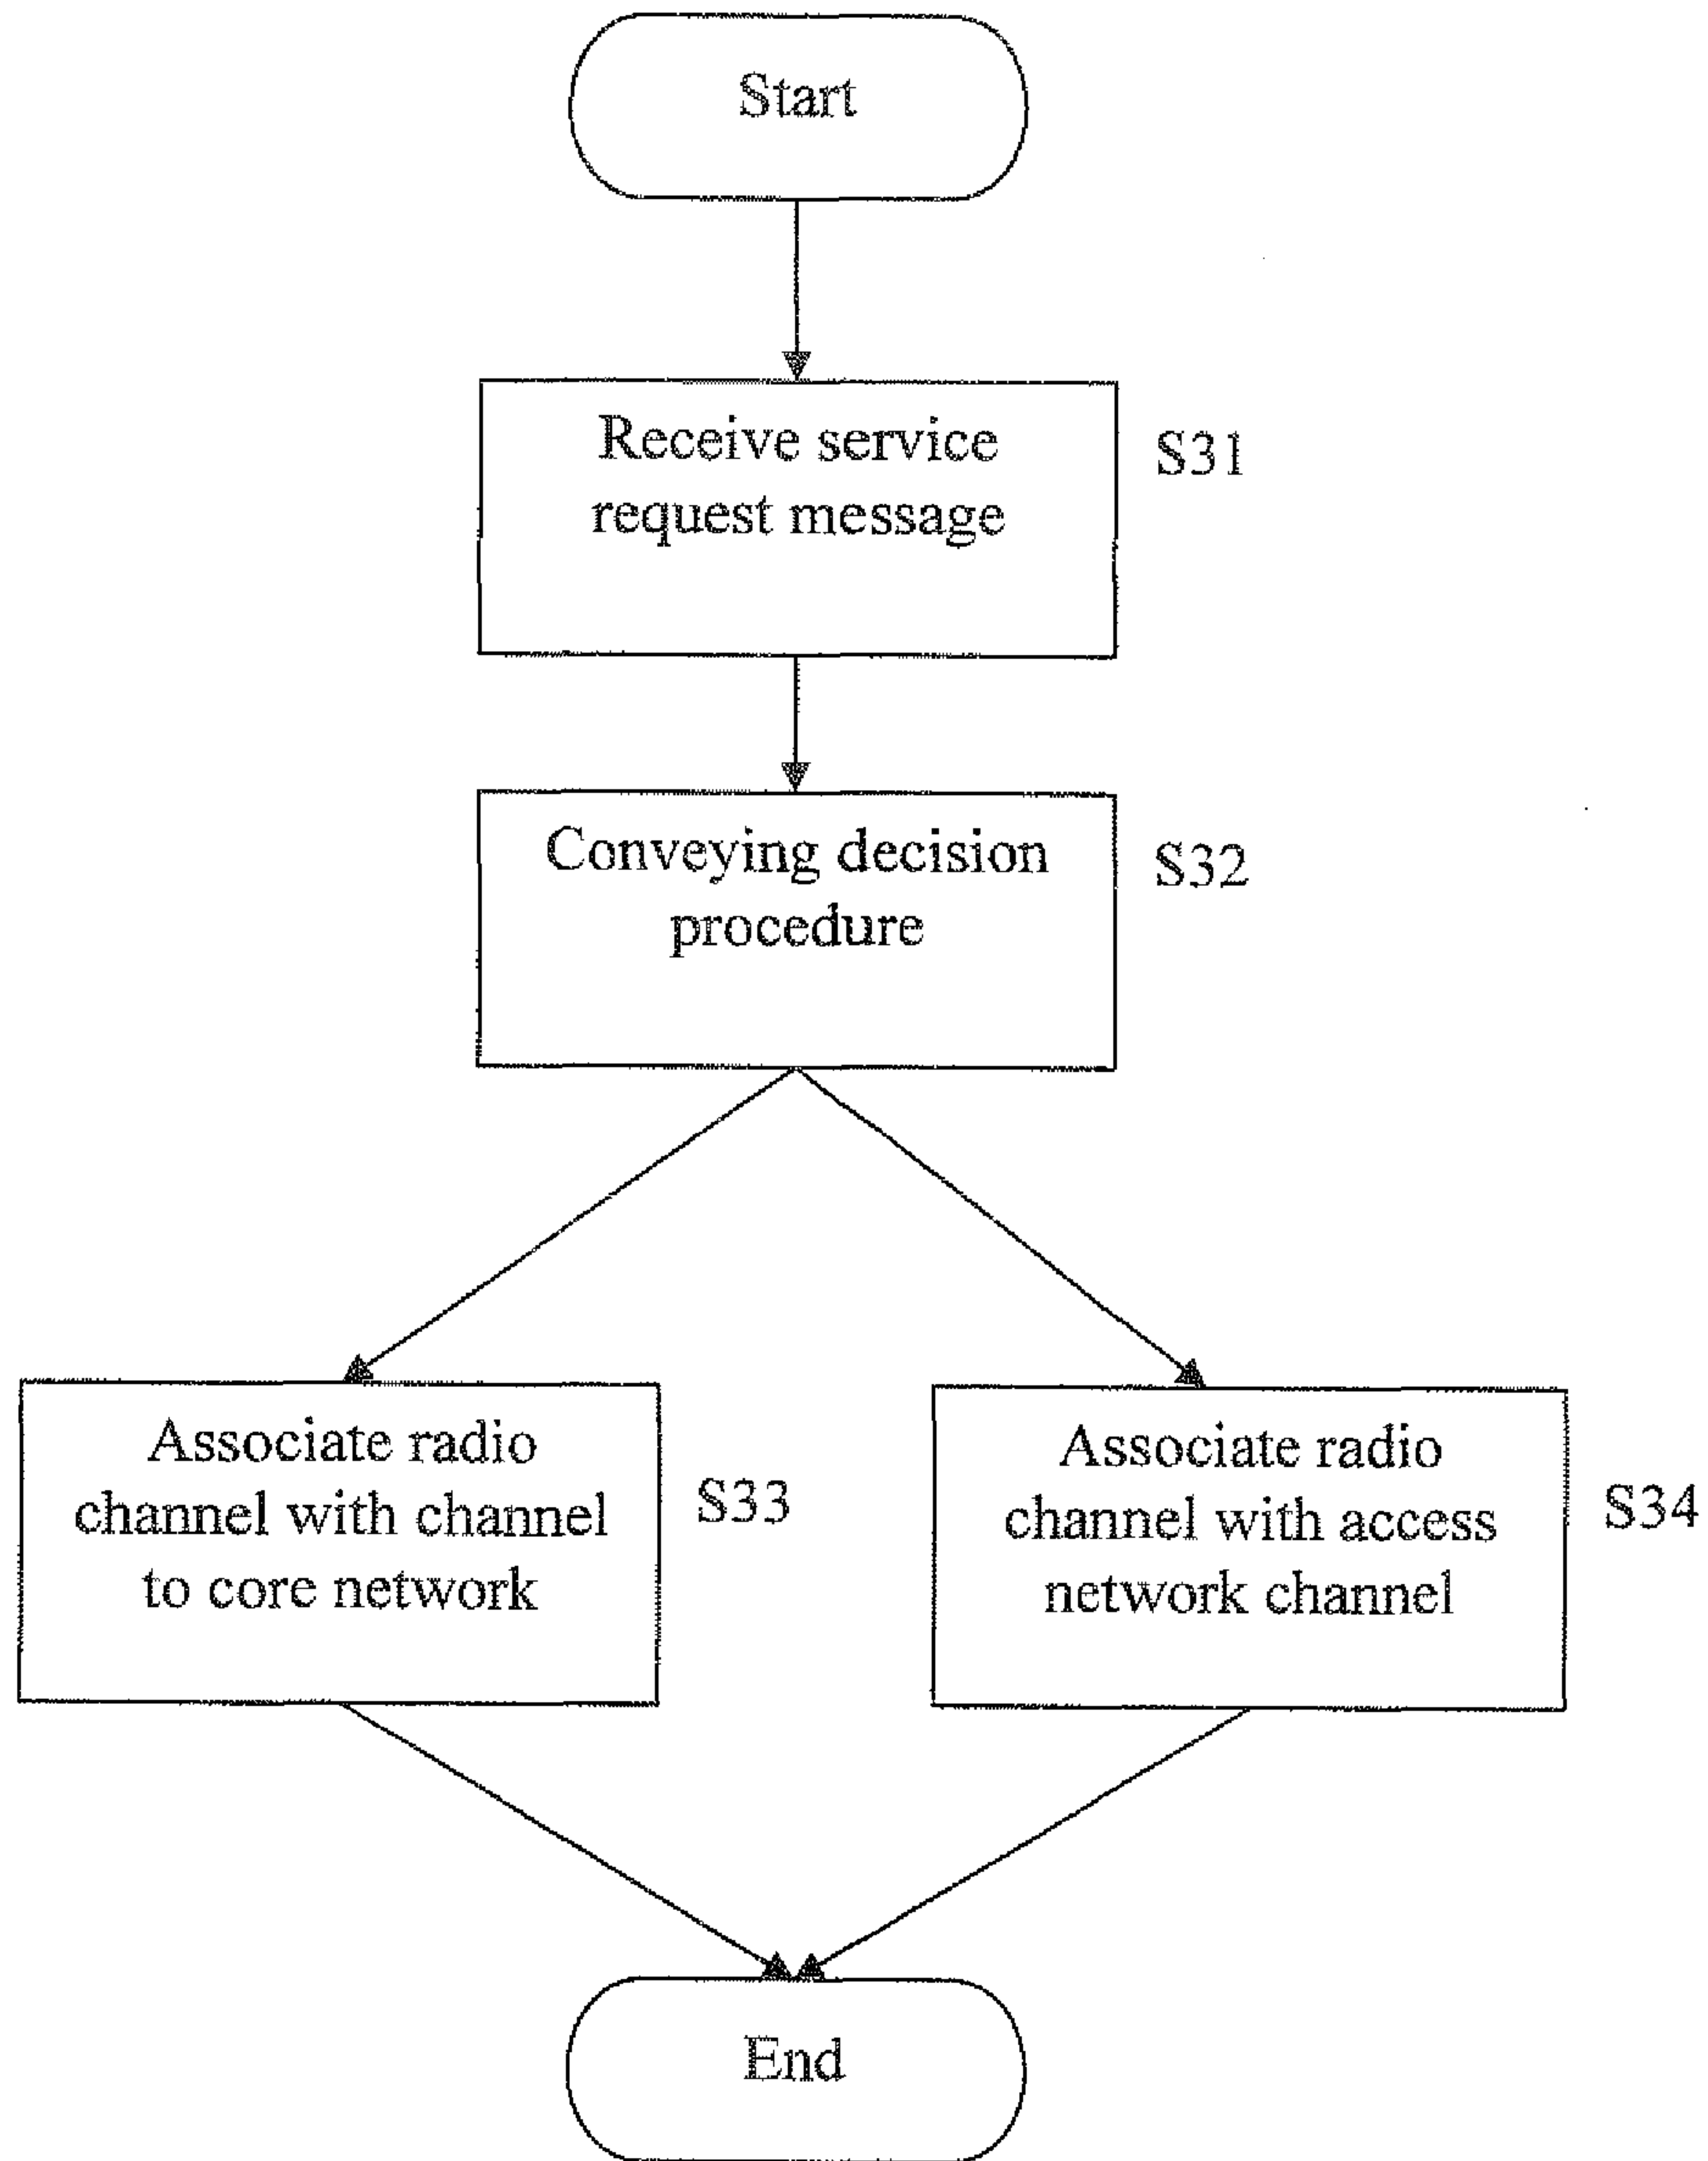 Start
Receive service
request message
S31
Conveying decision
procedure
S32
Associate radio
channel with channel
to core network
S33
Associate radio
channel with access
network channel
S34
End